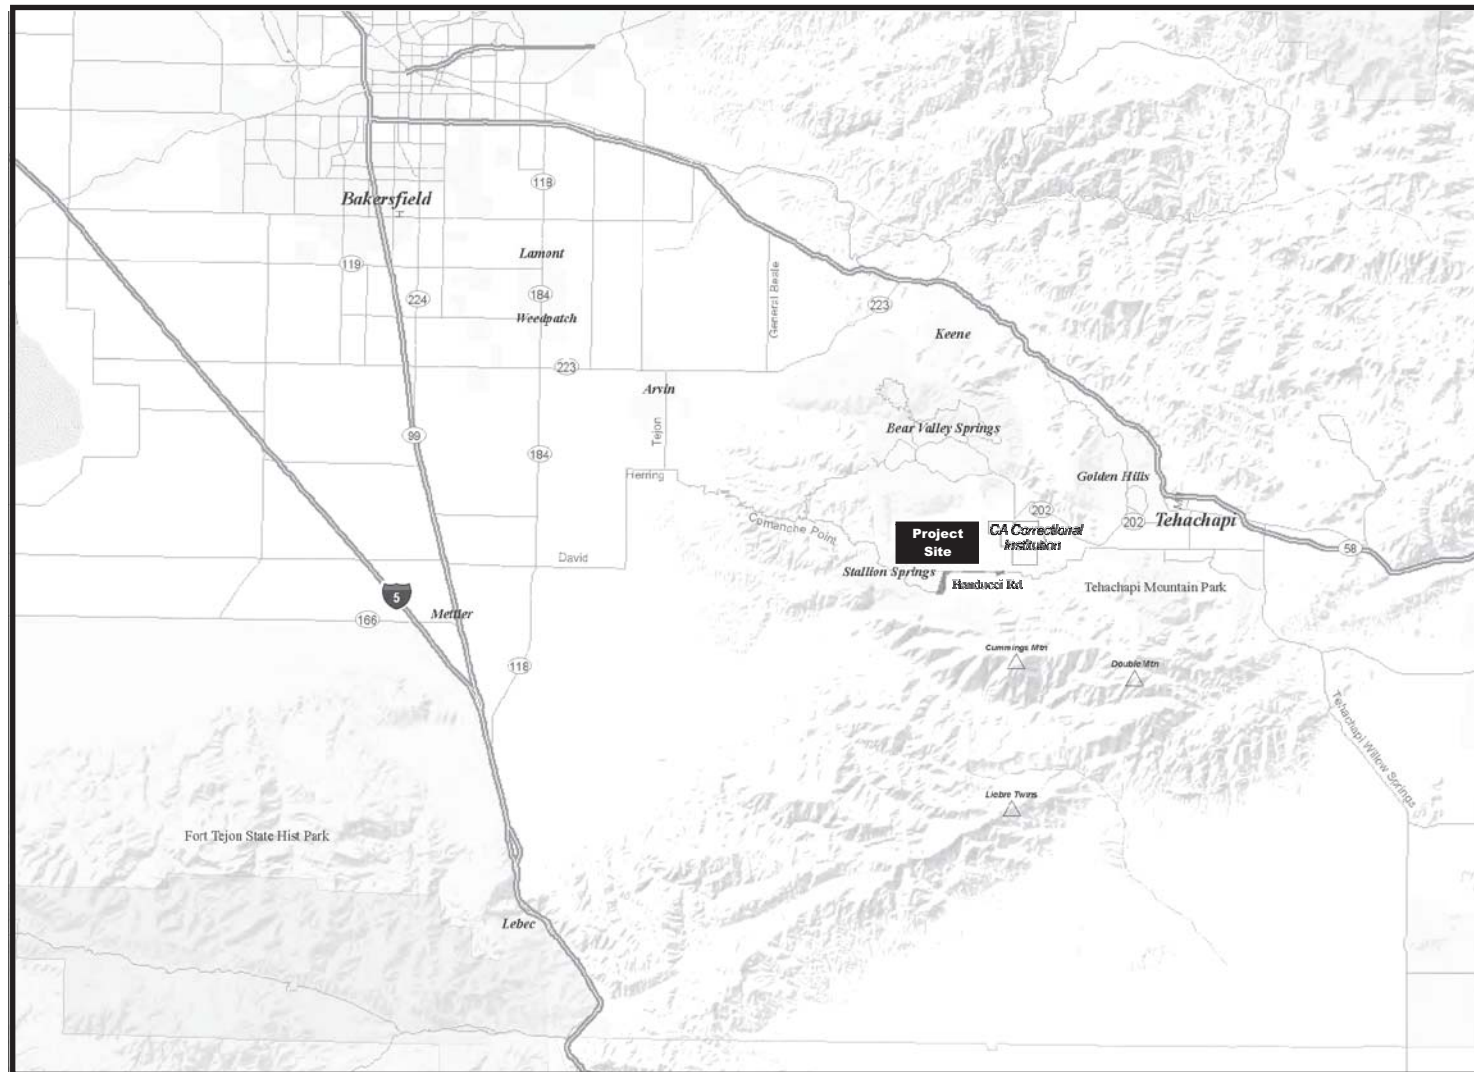 118
Bakersfield
Lamont
119
184
224
General Beale
223
Weedpatch
Keene
223
Arvin
Tejon
Bear Valley Springs
99
184
Herring
Golden Hills
202
202
Tehachapi
Comanche Point
Project
Site
CA Correctional
Institution
58
David
Stallion Springs
Tehachapi Mountain Park
5
Mettler
166
Cummings Mtn
Double Mtn
118
Tehachapi Willow Springs
Liebre Twins
Fort Tejon State Hist Park
Lebec